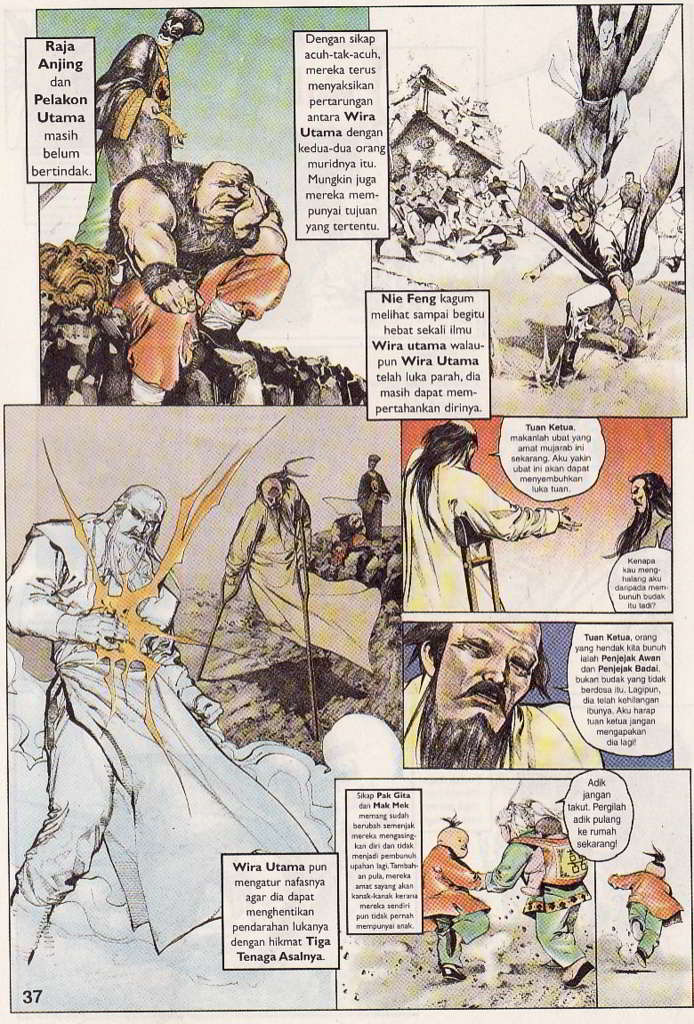 Raja
Anjing
dan
Pelakon
Utama
masih
belum
bertindak.
Dengan sikap
acuh-tak-acuh,
mereka terus
menyaksikan
pertarungan
antara Wira
Utama dengan
kedua-dua orang
muridnya itu.
Mungkin juga
mereka mem-
punyai tujuan
yang tertentu.
Nie Feng kagum
melihat sampai begitu
hebat sekali ilmu
Wira utama walau-
pun Wira Utama
telah luka parah, dia
masih dapat mem-
pertahankan dirinya.
Wira Utama pun
mengatur nafasnya
agar dia dapat
menghentikan
pendarahan lukanya
dengan hikmat Tiga
Tenaga Asalnya.
Tuan Ketua,
makanlah ubat yang
amat mujarab ini
sekarang. Aku yakin
ubat ini akan dapat
menyembuhkan
luka tuan.
Kenapa
kau meng-
halang aku
daripada mem-
bunuh budak
itu tadi?
Tuan Ketua, orang
yang hendak kita bunuh
ialah Penjejak Awan
dan Penjejak Badai,
bukan budak yang tidak
berdosa itu. Lagipun,
dia telah kehilangan
ibunya. Aku harap
tuan ketua jangan
mengapakan
dia lagi!
Sikap Pak Gita
dan Mak Mek
memang sudah
berubah semenjak
mereka mengasing-
kan diri dan tidak
menjadi pembunuh
upahan lagi. Tambah-
an pula, mereka
amat sayang akan
kanak-kanak kerana
mereka sendiri
pun tidak pernah
mempunyai anak.
Adik
jangan
takut. Pergilah
adik pulang
ke rumah
sekarang!
37